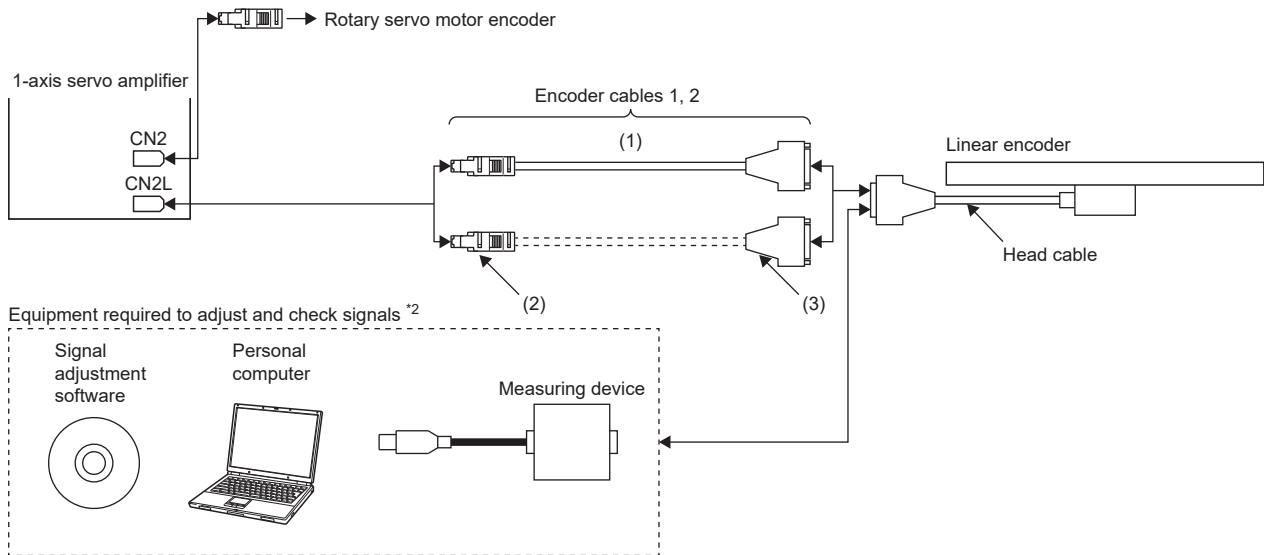 Rotary servo motor encoder
1-axis servo amplifier
CN2
CN2L
Encoder cables 1, 2
(1)
Linear encoder
Head cable
(2)
(3)
Equipment required to adjust and check signals *2
Signal
adjustment
software
Personal
computer
Measuring device